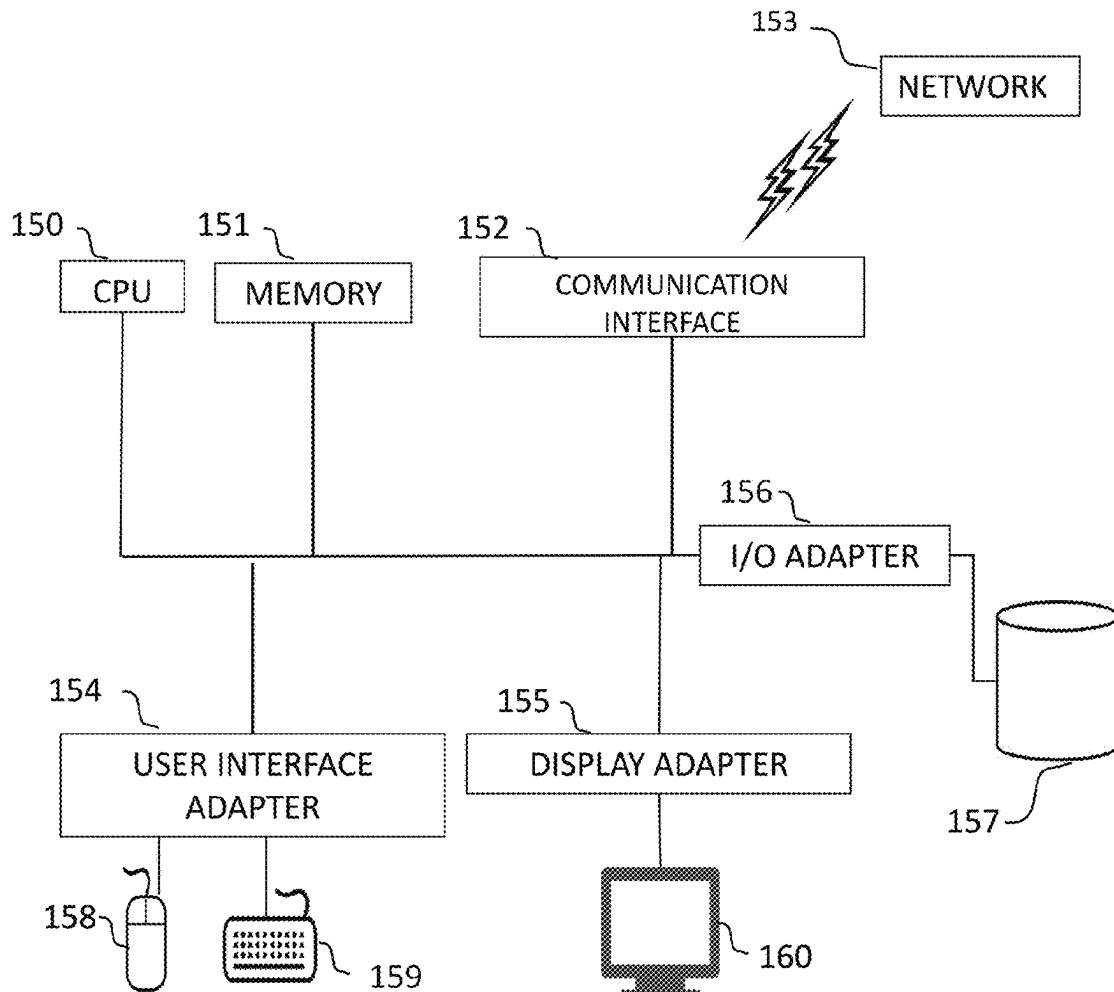 153
NETWORK
150
151
152
CPU
MEMORY
COMMUNICATION
INTERFACE
156
I/O ADAPTER
154
155
USER INTERFACE
ADAPTER
DISPLAY ADAPTER
157
158
159
160